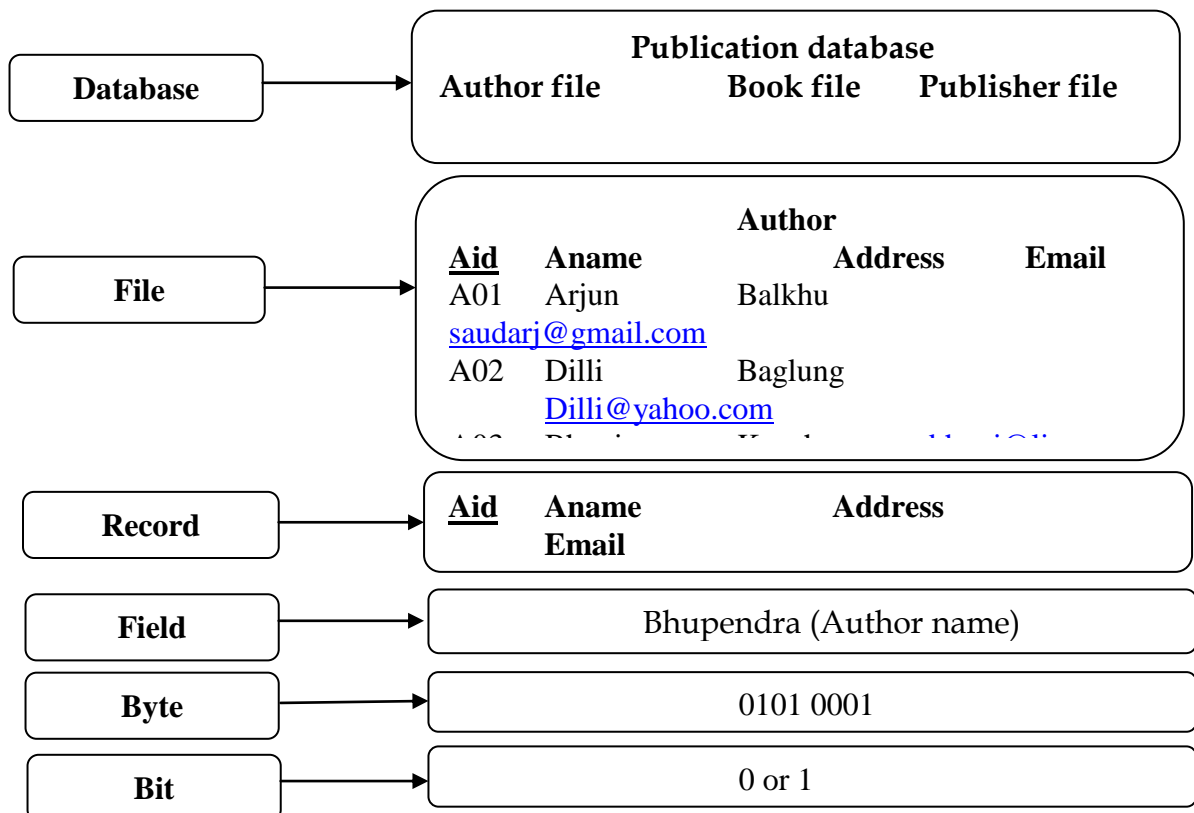 Publication database
Database
Author file Book file Publisher file
Author
Aid Aname Address Email
File
A01 Arjun Balkhu
saudarj@gmail.com
A02 Dilli Baglung
Dilli@yahoo.com
Record
Aid Aname Address
Email
Field
Bhupendra (Author name)
Byte
0101 0001
Bit
0 or 1